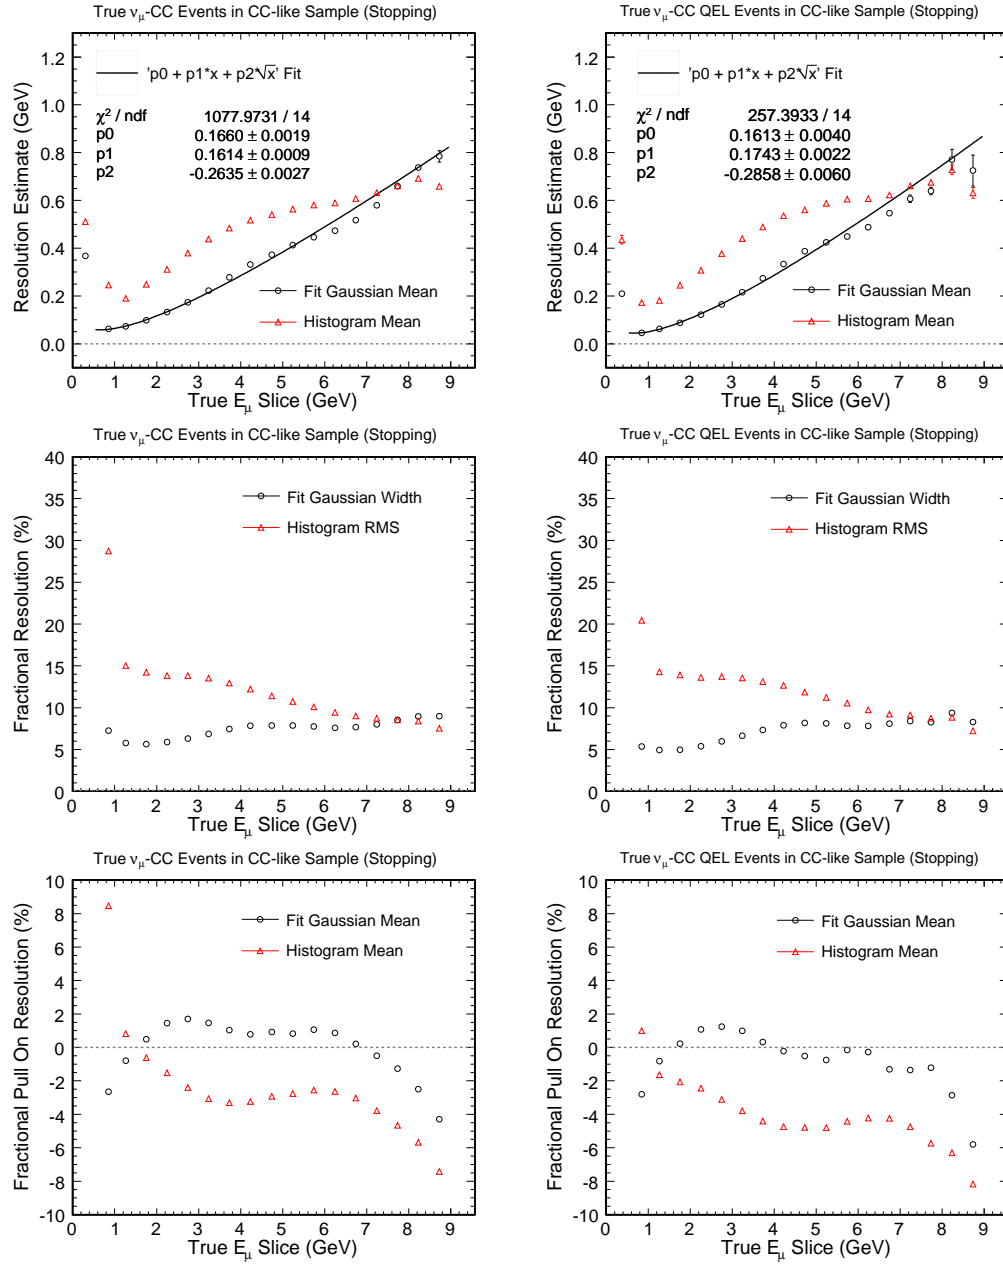 True νμ-CC Events in CC-like Sample (Stopping)
Resolution Estimate (GeV)
1.2
1.0
0.8
0.6
0.4
0.2
0.0
'p0 + p1*x + p2*√x' Fit
χ² / ndf 1077.9731 / 14
p0 0.1660 ± 0.0019
p1 0.1614 ± 0.0009
p2 -0.2635 ± 0.0027
Fit Gaussian Mean
Histogram Mean
0 1 2 3 4 5 6 7 8 9
True Eμ Slice (GeV)
True νμ-CC QEL Events in CC-like Sample (Stopping)
Resolution Estimate (GeV)
1.2
1.0
0.8
0.6
0.4
0.2
0.0
'p0 + p1*x + p2*√x' Fit
χ² / ndf 257.3933 / 14
p0 0.1613 ± 0.0040
p1 0.1743 ± 0.0022
p2 -0.2858 ± 0.0060
Fit Gaussian Mean
Histogram Mean
0 1 2 3 4 5 6 7 8 9
True Eμ Slice (GeV)
True νμ-CC Events in CC-like Sample (Stopping)
Fractional Resolution (%)
40
35
30
25
20
15
10
5
0
Fit Gaussian Width
Histogram RMS
0 1 2 3 4 5 6 7 8 9
True Eμ Slice (GeV)
True νμ-CC QEL Events in CC-like Sample (Stopping)
Fractional Resolution (%)
40
35
30
25
20
15
10
5
0
Fit Gaussian Width
Histogram RMS
0 1 2 3 4 5 6 7 8 9
True Eμ Slice (GeV)
True νμ-CC Events in CC-like Sample (Stopping)
Fractional Pull On Resolution (%)
10
8
6
4
2
0
-2
-4
-6
-8
-10
Fit Gaussian Mean
Histogram Mean
0 1 2 3 4 5 6 7 8 9
True Eμ Slice (GeV)
True νμ-CC QEL Events in CC-like Sample (Stopping)
Fractional Pull On Resolution (%)
10
8
6
4
2
0
-2
-4
-6
-8
-10
Fit Gaussian Mean
Histogram Mean
0 1 2 3 4 5 6 7 8 9
True Eμ Slice (GeV)